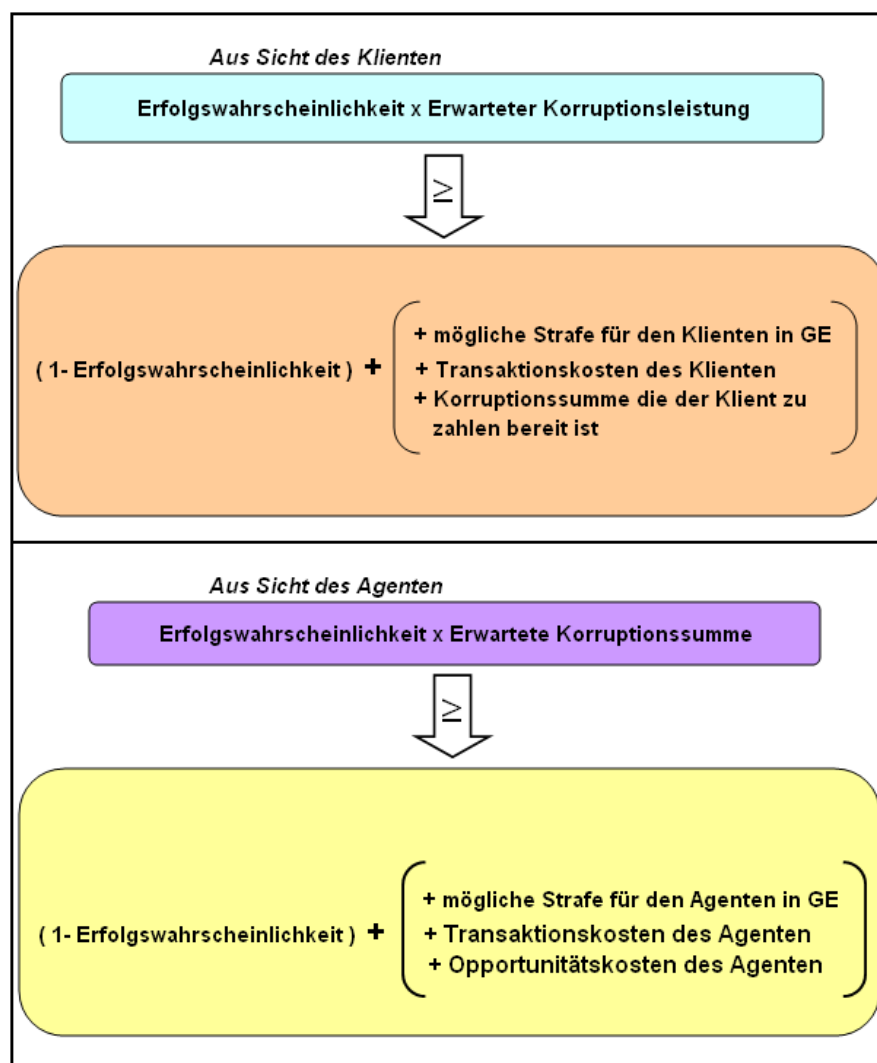 Aus Sicht des Klienten
Erfolgswahrscheinlichkeit x Erwarteter Korruptionsleistung
≥
( 1- Erfolgswahrscheinlichkeit ) +
+ mögliche Strafe für den Klienten in GE
+ Transaktionskosten des Klienten
+ Korruptionssumme die der Klient zu
zahlen bereit ist
Aus Sicht des Agenten
Erfolgswahrscheinlichkeit x Erwartete Korruptionssumme
≥
( 1- Erfolgswahrscheinlichkeit ) +
+ mögliche Strafe für den Agenten in GE
+ Transaktionskosten des Agenten
+ Opportunitätskosten des Agenten